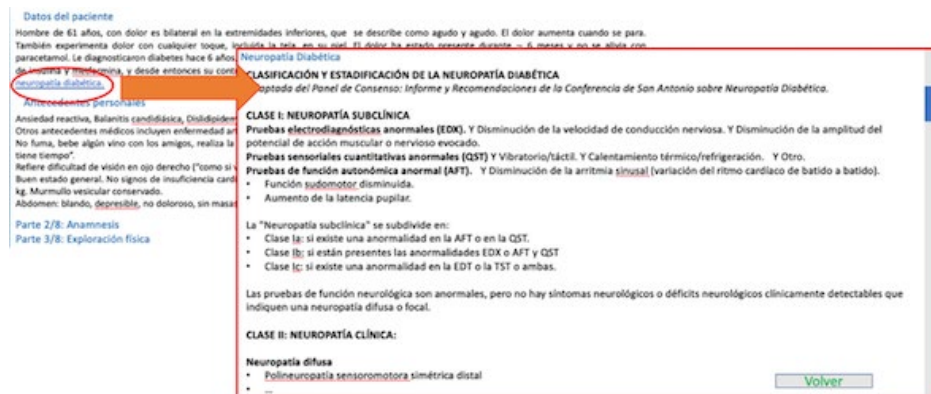 Datos del paciente
Hombre de 61 años, con dolor es bilateral en la extremidades inferiores, que se describe como agudo y agudo. El dolor aumenta cuando se para.
También experimenta dolor con cualquier toque, incluida la tela, en su piel. El dolor ha estado presente durante ~ 6 meses y no se alivia con
paracetamol. Le diagnosticaron diabetes hace 6 años,
de insulina y metformina, y desde entonces su cont
neuropatía diabética.
Antecedentes personales
Ansiedad reactiva, Balanitis candidiásica, Dislipidem
Otros antecedentes médicos incluyen enfermedad art
No fuma, bebe algún vino con los amigos, realiza la
tiene tiempo”.
Refiere dificultad de visión en ojo derecho (“como si v
Buen estado general. No signos de insuficiencia card
kg. Murmullo vesicular conservado.
Abdomen: blando, depresible, no doloroso, sin masas
Parte 2/8: Anamnesis
Parte 3/8: Exploración física
Neuropatía Diabética
CLASIFICACIÓN Y ESTADIFICACIÓN DE LA NEUROPATÍA DIABÉTICA
aptada del Panel de Consenso: Informe y Recomendaciones de la Conferencia de San Antonio sobre Neuropatía Diabética.
CLASE I: NEUROPATÍA SUBCLÍNICA
Pruebas electrodiagnósticas anormales (EDX). Y Disminución de la velocidad de conducción nerviosa. Y Disminución de la amplitud del
potencial de acción muscular o nervioso evocado.
Pruebas sensoriales cuantitativas anormales (QST) Y Vibratorio/táctil. Y Calentamiento térmico/refrigeración. Y Otro.
Pruebas de función autonómica anormal (AFT). Y Disminución de la arritmia sinusal (variación del ritmo cardíaco de batido a batido).
• Función sudomotor disminuida.
• Aumento de la latencia pupilar.
La "Neuropatía subclínica" se subdivide en:
• Clase Ia: si existe una anormalidad en la AFT o en la QST.
• Clase Ib: si están presentes las anormalidades EDX o AFT y QST
• Clase Ic: si existe una anormalidad en la EDT o la TST o ambas.
Las pruebas de función neurológica son anormales, pero no hay síntomas neurológicos o déficits neurológicos clínicamente detectables que
indiquen una neuropatía difusa o focal.
CLASE II: NEUROPATÍA CLÍNICA:
Neuropatía difusa
• Polineuropatía sensoromotora simétrica distal
• ...
Volver